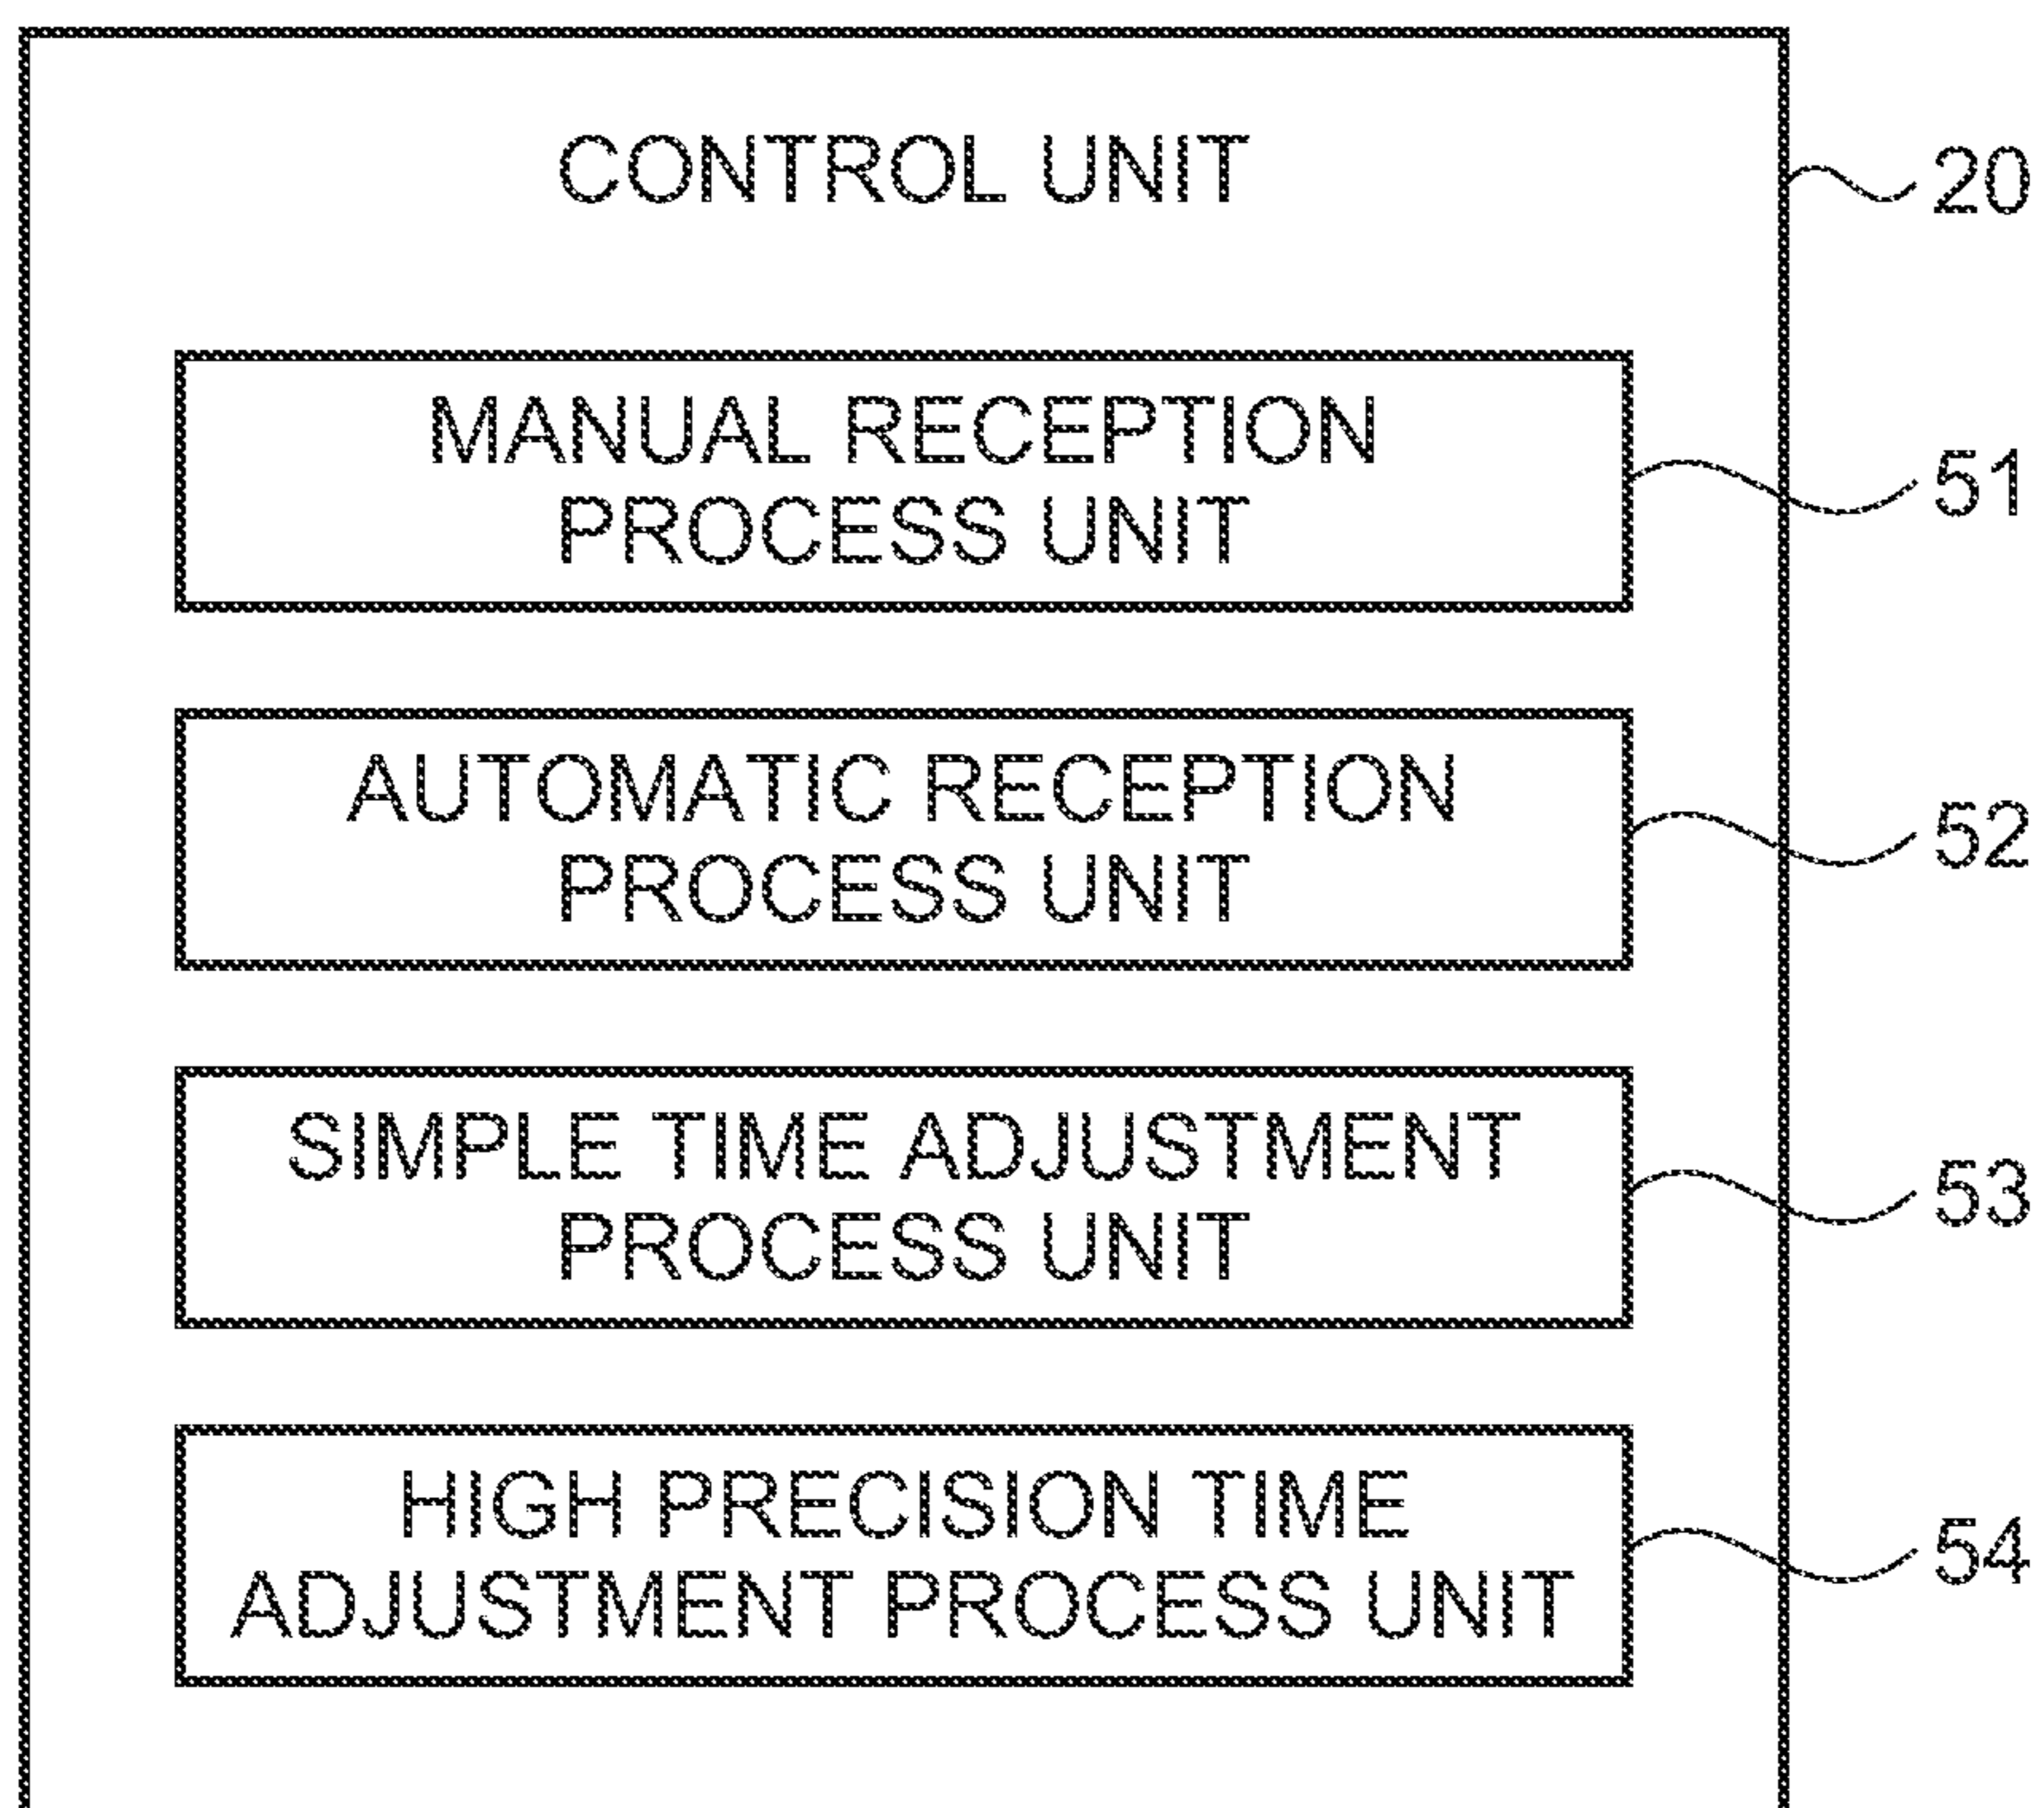 CONTROL UNIT
20
MANUAL RECEPTION
PROCESS UNIT
51
AUTOMATIC RECEPTION
PROCESS UNIT
52
SIMPLE TIME ADJUSTMENT
PROCESS UNIT
53
HIGH PRECISION TIME
ADJUSTMENT PROCESS UNIT
54